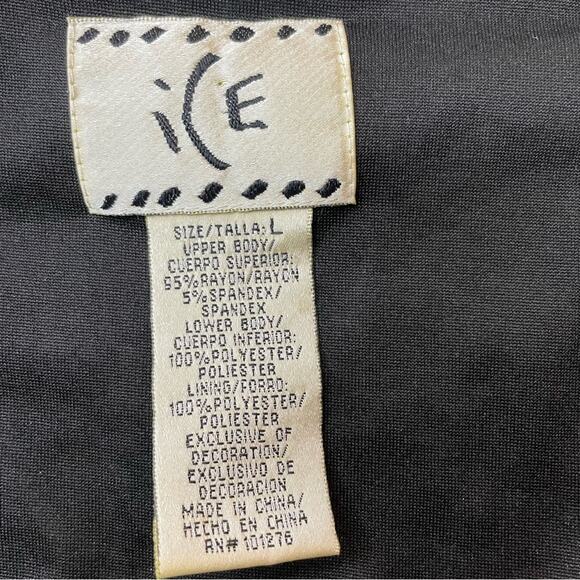 iCE
SIZE/TALLA: L
UPPER BODY/
CUERPO SUPERIOR:
95%RAYON/RAYON
5%SPANDEX/
SPANDEX
LOWER BODY/
CUERPO INFERIOR:
100%POLYESTER/
POLIESTER
LINING/FORRO:
100%POLYESTER/
POLIESTER
EXCLUSIVE OF
DECORATION/
EXCLUSIVO DE
DECORACION
MADE IN CHINA/
HECHO EN CHINA
RN# 101276